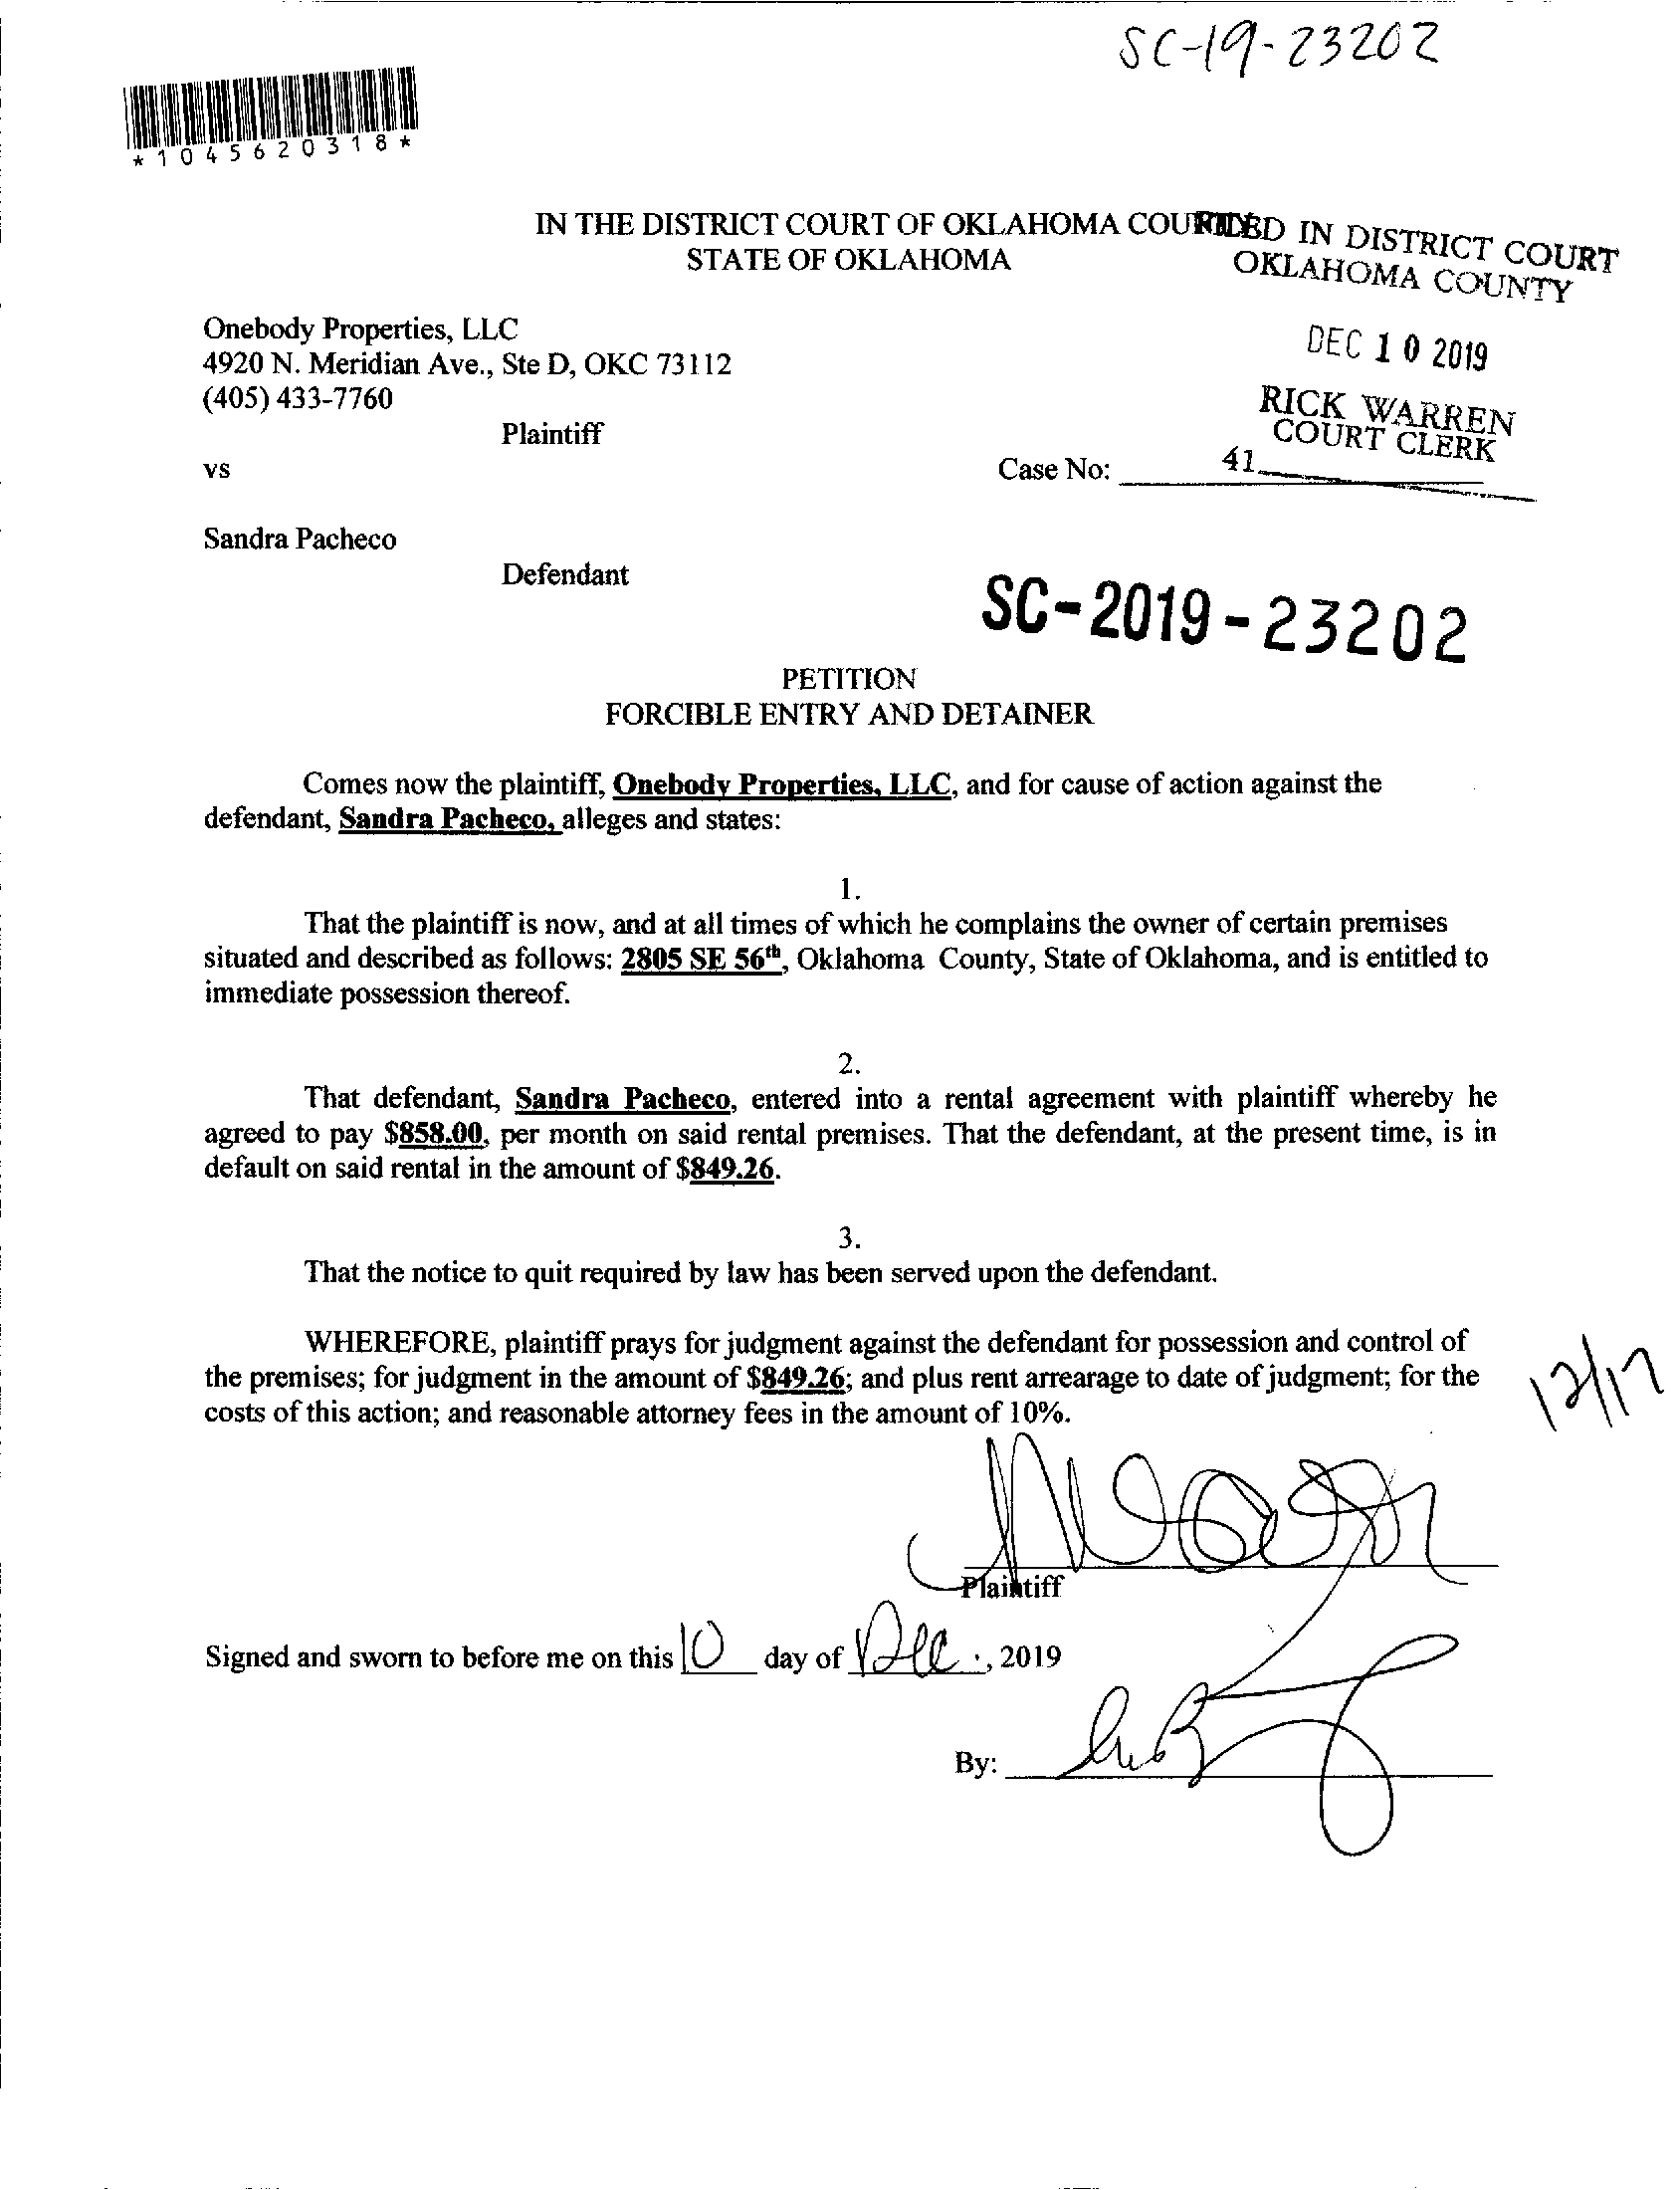 SC-19-23202
*1045620318*
IN THE DISTRICT COURT OF OKLAHOMA COUNTY
STATE OF OKLAHOMA
FILED IN DISTRICT COURT
OKLAHOMA COUNTY
DEC 10 2019
RICK WARREN
COURT CLERK
41
Onebody Properties, LLC
4920 N. Meridian Ave., Ste D, OKC 73112
(405) 433-7760
Plaintiff
vs
Case No:
Sandra Pacheco
Defendant
SC-2019-23202
PETITION
FORCIBLE ENTRY AND DETAINER
Comes now the plaintiff, Onebody Properties, LLC, and for cause of action against the
defendant, Sandra Pacheco, alleges and states:
1.
That the plaintiff is now, and at all times of which he complains the owner of certain premises
situated and described as follows: 2805 SE 56th, Oklahoma County, State of Oklahoma, and is entitled to
immediate possession thereof.
2.
That defendant, Sandra Pacheco, entered into a rental agreement with plaintiff whereby he
agreed to pay $858.00, per month on said rental premises. That the defendant, at the present time, is in
default on said rental in the amount of $849.26.
3.
That the notice to quit required by law has been served upon the defendant.
WHEREFORE, plaintiff prays for judgment against the defendant for possession and control of
the premises; for judgment in the amount of $849.26; and plus rent arrearage to date of judgment; for the
costs of this action; and reasonable attorney fees in the amount of 10%.
12/17
Plaintiff
Signed and sworn to before me on this 10 day of Dec., 2019
By: